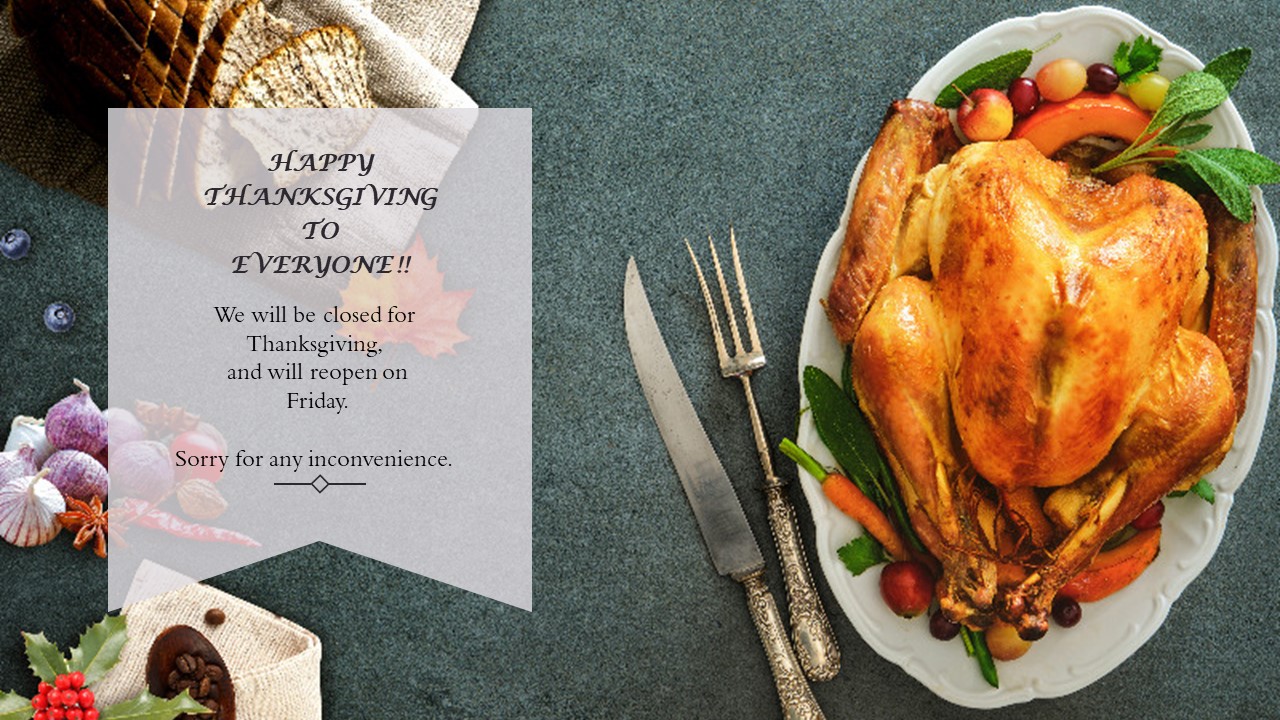 HAPPY
THANKSGIVING
TO
EVERYONE!!
We will be closed for
Thanksgiving,
and will reopen on
Friday.
Sorry for any inconvenience.